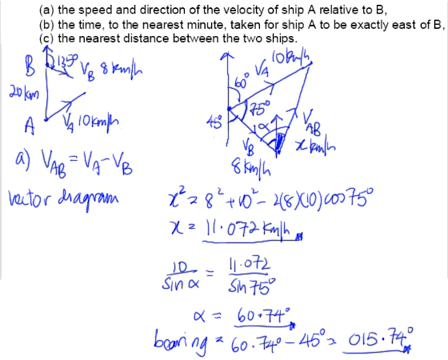 (a) the speed and direction of the velocity of ship A relative to B,
(b) the time, to the nearest minute, taken for ship A to be exactly east of B,
(c) the nearest distance between the two ships.
B 135°
V_B 8 km/h
20 km
A V_A 10 km/h
V_A 10 km/h
60°
75°
45°
α
V_B
8 km/h
V_AB
x km/h
a) V_AB = V_A - V_B
vector diagram
x² = 8² + 10² - 2(8)(10) cos 75°
x = 11.072 km/h
10 / sin α = 11.072 / sin 75°
α = 60.74°
bearing = 60.74° - 45° = 015.74°